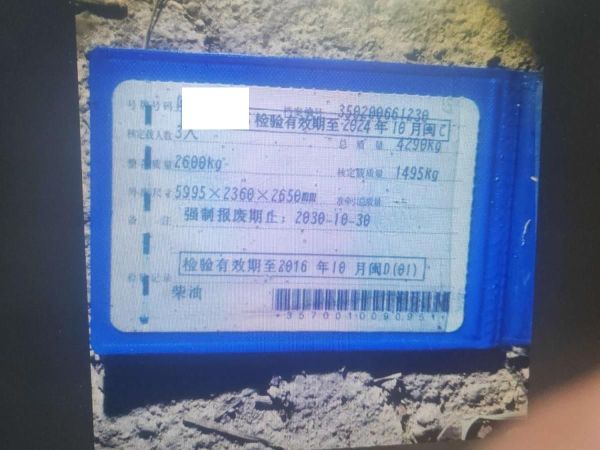 号牌号码 档案编号 350200661230
检验有效期至2024年10月闽C
核定载人数 3人 总质量 4290kg
整备质量 2600kg 核定载质量 1495kg
外廓尺寸 5995×2360×2650mm 准牵引总质量 --
备注 强制报废期止：2030-10-30
检验记录 检验有效期至2016年10月闽D(01)
柴油
*3570010090951*